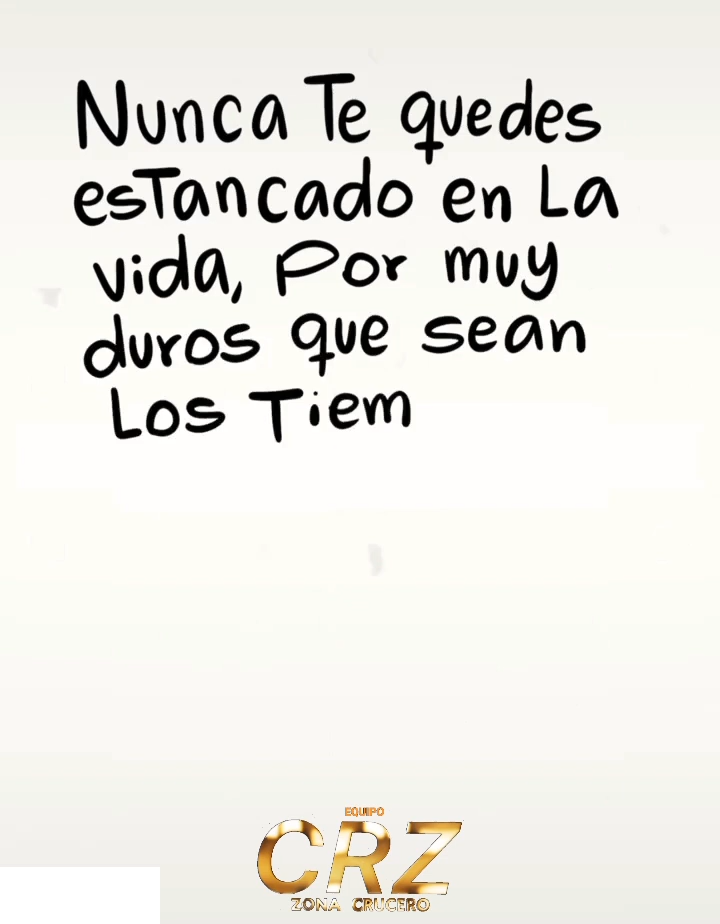 Nunca Te quedes
esTancado en La
vida, Por muy
duros que sean
Los Tiem
EQUIPO
CRZ
ZONA CRUCERO